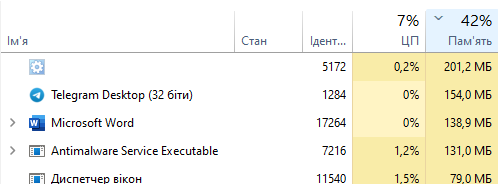 7% 42%
Ім'я Стан Ідент... ЦП Пам'ять
5172 0,2% 201,2 МБ
Telegram Desktop (32 біти) 1284 0% 154,0 МБ
Microsoft Word 17264 0% 138,9 МБ
Antimalware Service Executable 7216 1,2% 131,0 МБ
Диспетчер вікон 11540 1,5% 79,0 МБ